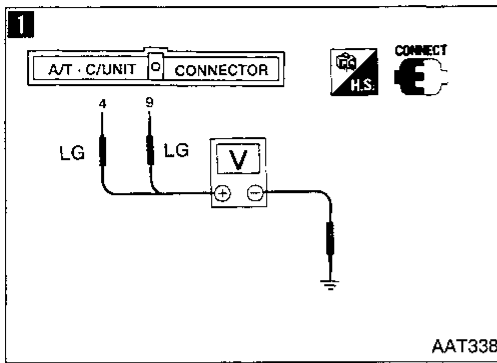 1
A/T · C/UNIT CONNECTOR
CONNECT
H.S.
4 9
LG LG
V
+ −
AAT338